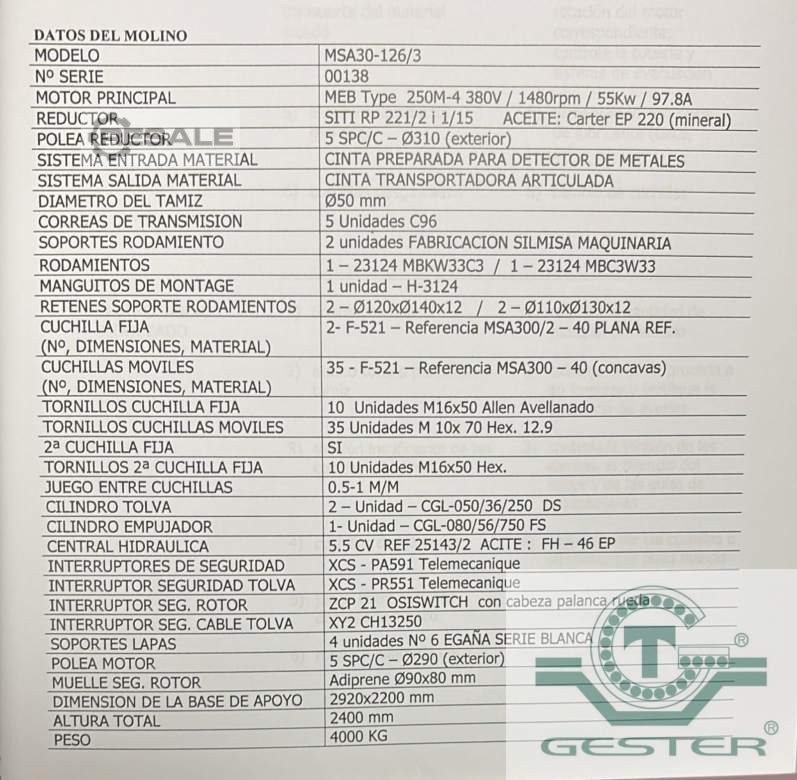 DATOS DEL MOLINO
MODELO MSA30-126/3
Nº SERIE 00138
MOTOR PRINCIPAL MEB Type 250M-4 380V / 1480rpm / 55Kw / 97.8A
REDUCTOR SITI RP 221/2 i 1/15 ACEITE: Carter EP 220 (mineral)
POLEA REDUCTOR 5 SPC/C – Ø310 (exterior)
SISTEMA ENTRADA MATERIAL CINTA PREPARADA PARA DETECTOR DE METALES
SISTEMA SALIDA MATERIAL CINTA TRANSPORTADORA ARTICULADA
DIAMETRO DEL TAMIZ Ø50 mm
CORREAS DE TRANSMISION 5 Unidades C96
SOPORTES RODAMIENTO 2 unidades FABRICACION SILMISA MAQUINARIA
RODAMIENTOS 1 – 23124 MBKW33C3 / 1 – 23124 MBC3W33
MANGUITOS DE MONTAGE 1 unidad – H-3124
RETENES SOPORTE RODAMIENTOS 2 – Ø120xØ140x12 / 2 – Ø110xØ130x12
CUCHILLA FIJA 2- F-521 – Referencia MSA300/2 – 40 PLANA REF.
(Nº, DIMENSIONES, MATERIAL)
CUCHILLAS MOVILES 35 - F-521 – Referencia MSA300 – 40 (concavas)
(Nº, DIMENSIONES, MATERIAL)
TORNILLOS CUCHILLA FIJA 10 Unidades M16x50 Allen Avellanado
TORNILLOS CUCHILLAS MOVILES 35 Unidades M 10x 70 Hex. 12.9
2ª CUCHILLA FIJA SI
TORNILLOS 2ª CUCHILLA FIJA 10 Unidades M16x50 Hex.
JUEGO ENTRE CUCHILLAS 0.5-1 M/M
CILINDRO TOLVA 2 – Unidad – CGL-050/36/250 DS
CILINDRO EMPUJADOR 1- Unidad – CGL-080/56/750 FS
CENTRAL HIDRAULICA 5.5 CV REF 25143/2 ACITE : FH – 46 EP
INTERRUPTORES DE SEGURIDAD XCS - PA591 Telemecanique
INTERRUPTOR SEGURIDAD TOLVA XCS - PR551 Telemecanique
INTERRUPTOR SEG. ROTOR ZCP 21 OSISWITCH con cabeza palanca rueda
INTERRUPTOR SEG. CABLE TOLVA XY2 CH13250
SOPORTES LAPAS 4 unidades Nº 6 EGAÑA SERIE BLANCA
POLEA MOTOR 5 SPC/C – Ø290 (exterior)
MUELLE SEG. ROTOR Adiprene Ø90x80 mm
DIMENSION DE LA BASE DE APOYO 2920x2200 mm
ALTURA TOTAL 2400 mm
PESO 4000 KG
GESTER